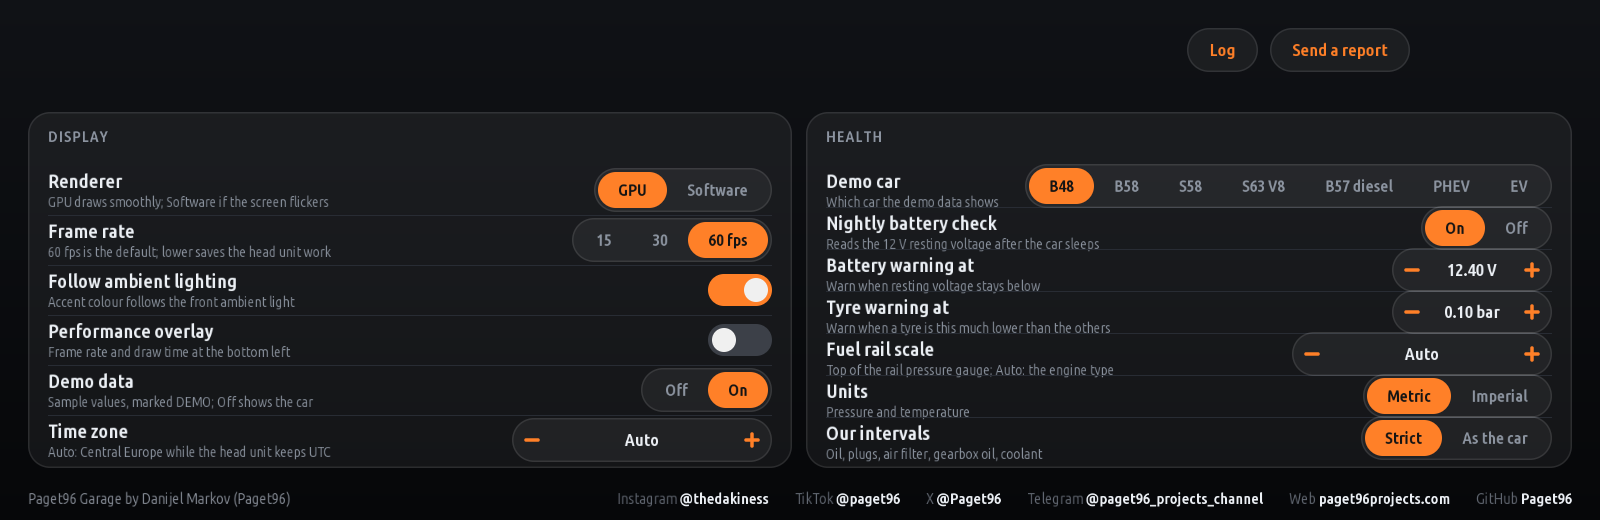 Log
Send a report
DISPLAY
Renderer
GPU draws smoothly; Software if the screen flickers
GPU
Software
Frame rate
60 fps is the default; lower saves the head unit work
15
30
60 fps
Follow ambient lighting
Accent colour follows the front ambient light
Performance overlay
Frame rate and draw time at the bottom left
Demo data
Sample values, marked DEMO; Off shows the car
Off
On
Time zone
Auto: Central Europe while the head unit keeps UTC
Auto
HEALTH
Demo car
Which car the demo data shows
B48
B58
S58
S63 V8
B57 diesel
PHEV
EV
Nightly battery check
Reads the 12 V resting voltage after the car sleeps
On
Off
Battery warning at
Warn when resting voltage stays below
12.40 V
Tyre warning at
Warn when a tyre is this much lower than the others
0.10 bar
Fuel rail scale
Top of the rail pressure gauge; Auto: the engine type
Auto
Units
Pressure and temperature
Metric
Imperial
Our intervals
Oil, plugs, air filter, gearbox oil, coolant
Strict
As the car
Paget96 Garage by Danijel Markov (Paget96)
Instagram @thedakiness
TikTok @paget96
X @Paget96
Telegram @paget96_projects_channel
Web paget96projects.com
GitHub Paget96